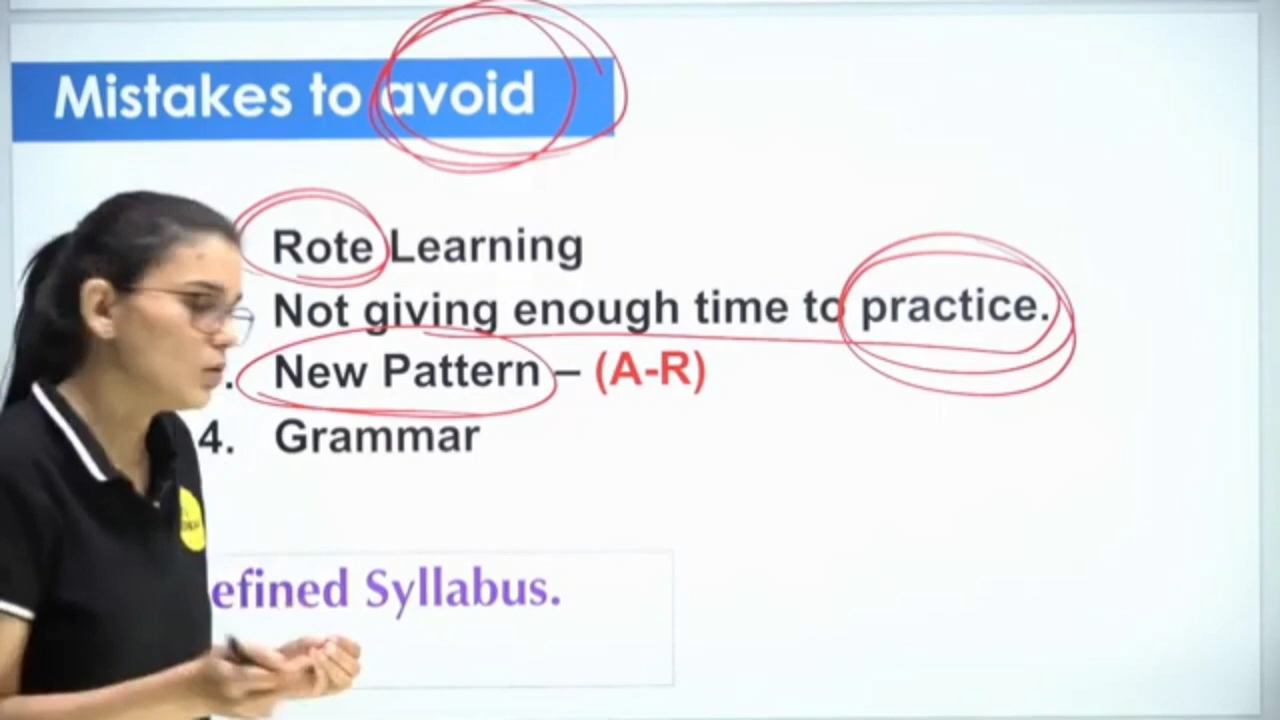 Mistakes to avoid
Rote Learning
Not giving enough time to practice.
. New Pattern – (A-R)
4. Grammar
efined Syllabus.